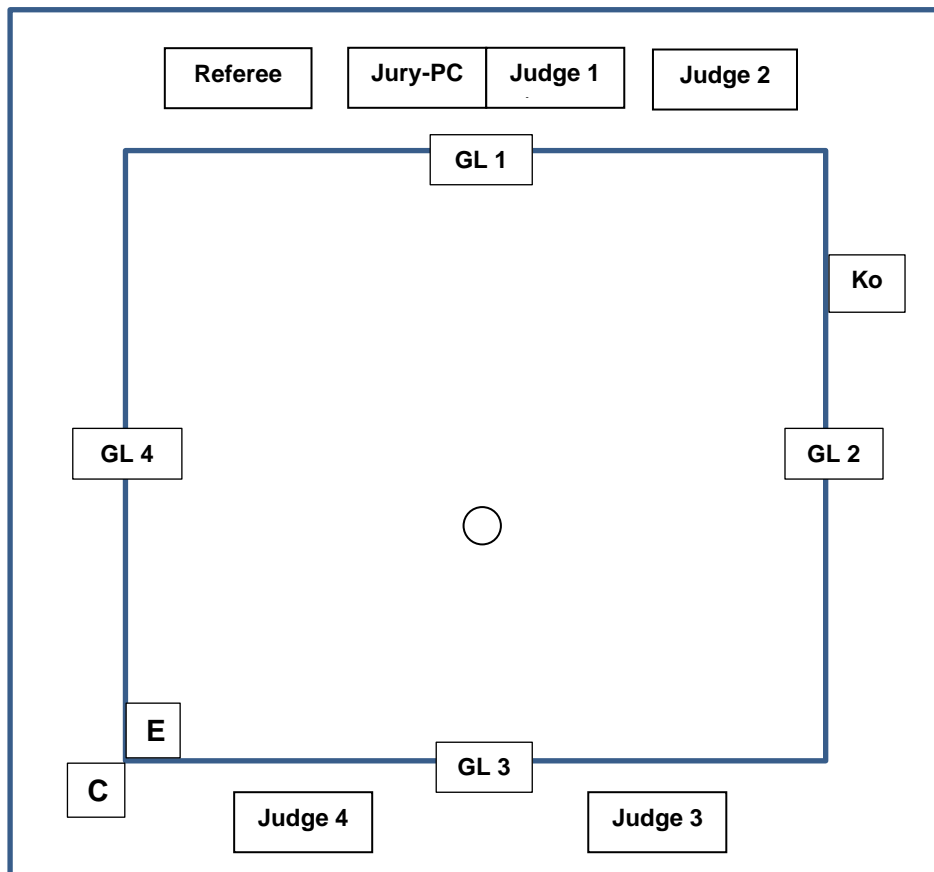 Referee
Jury-PC
Judge 1
Judge 2
GL 1
Ko
GL 4
GL 2
E
GL 3
C
Judge 4
Judge 3